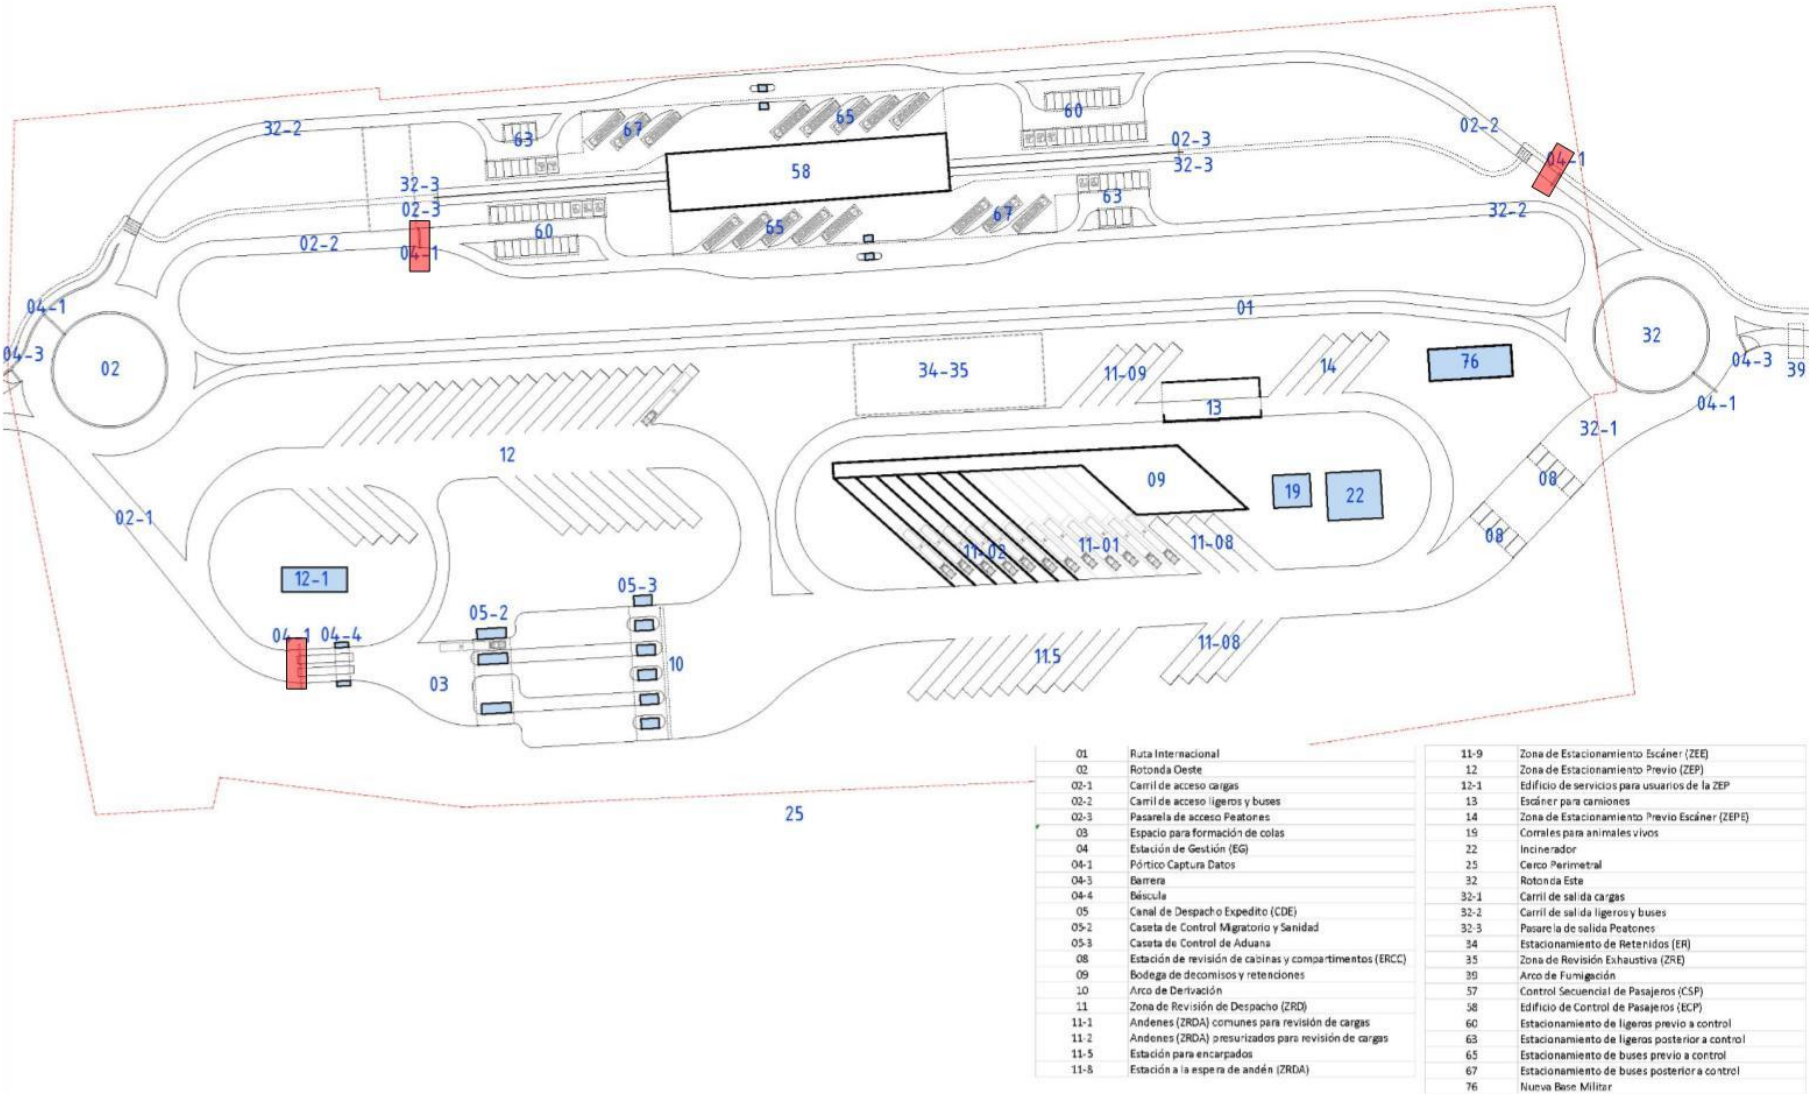 60
32-2
63
67
65
02-2
02-3
04-1
58
32-3
32-3
02-3
63
67
32-2
60
65
02-2
04-1
04-1
01
32
04-3
02
34-35
11-09
14
76
04-3
39
13
04-1
32-1
12
09
08
19
22
02-1
08
11-02
11-01
11-08
12-1
05-3
05-2
04-1
04-4
11-08
11.5
10
03
25
01 Ruta Internacional
02 Rotonda Oeste
02-1 Carril de acceso cargas
02-2 Carril de acceso ligeros y buses
02-3 Pasarela de acceso Peatones
03 Espacio para formación de colas
04 Estación de Gestión (EG)
04-1 Pórtico Captura Datos
04-3 Barrera
04-4 Báscula
05 Canal de Despacho Expedito (CDE)
05-2 Caseta de Control Migratorio y Sanidad
05-3 Caseta de Control de Aduana
08 Estación de revisión de cabinas y compartimentos (ERCC)
09 Bodega de decomisos y retenciones
10 Arco de Derivación
11 Zona de Revisión de Despacho (ZRD)
11-1 Andenes (ZRDA) comunes para revisión de cargas
11-2 Andenes (ZRDA) presurizados para revisión de cargas
11-5 Estación para encarpados
11-8 Estación a la espera de andén (ZRDA)
11-9 Zona de Estacionamiento Escáner (ZEE)
12 Zona de Estacionamiento Previo (ZEP)
12-1 Edificio de servicios para usuarios de la ZEP
13 Escáner para camiones
14 Zona de Estacionamiento Previo Escáner (ZEPE)
19 Corrales para animales vivos
22 Incinerador
25 Cerco Perimetral
32 Rotonda Este
32-1 Carril de salida cargas
32-2 Carril de salida ligeros y buses
32-3 Pasarela de salida Peatones
34 Estacionamiento de Retenidos (ER)
35 Zona de Revisión Exhaustiva (ZRE)
39 Arco de Fumigación
57 Control Secuencial de Pasajeros (CSP)
58 Edificio de Control de Pasajeros (ECP)
60 Estacionamiento de ligeros previo a control
63 Estacionamiento de ligeros posterior a control
65 Estacionamiento de buses previo a control
67 Estacionamiento de buses posterior a control
76 Nueva Base Militar